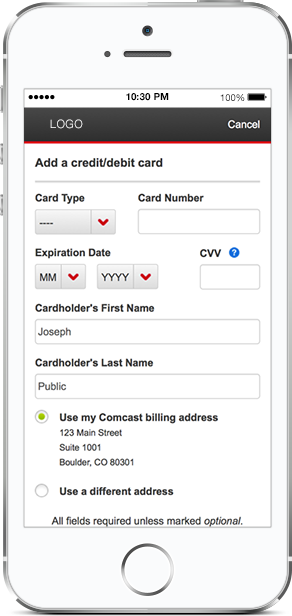 10:30 PM 100%
LOGO Cancel
Add a credit/debit card
Card Type Card Number
----
Expiration Date CVV ?
MM YYYY
Cardholder's First Name
Joseph
Cardholder's Last Name
Public
Use my Comcast billing address
123 Main Street
Suite 1001
Boulder, CO 80301
Use a different address
All fields required unless marked optional.